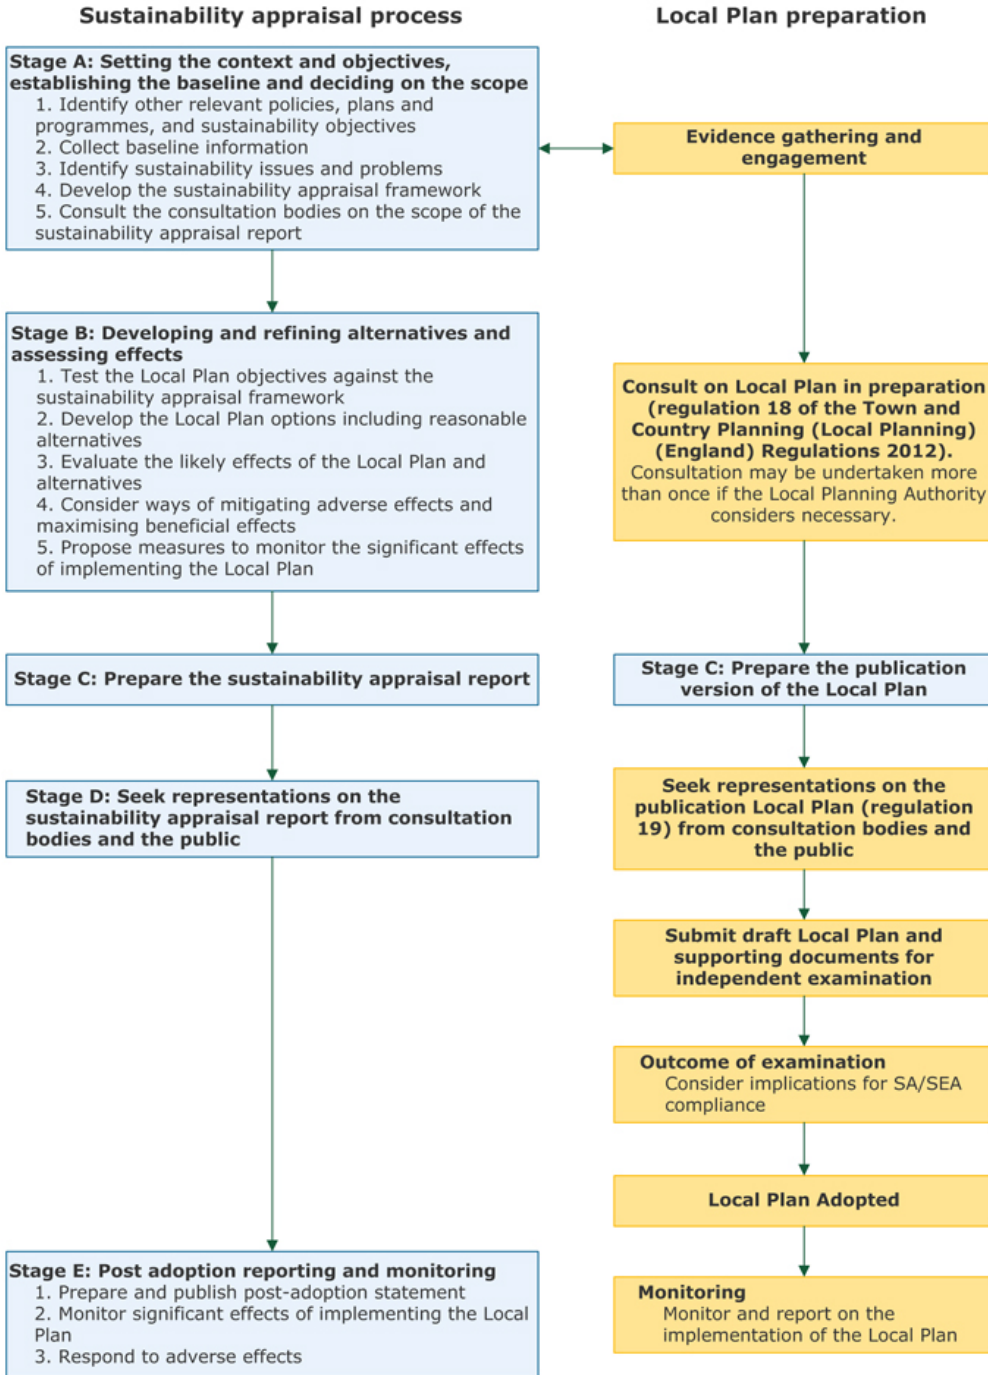 Sustainability appraisal process
Stage A: Setting the context and objectives,
establishing the baseline and deciding on the scope
1. Identify other relevant policies, plans and
programmes, and sustainability objectives
2. Collect baseline information
3. Identify sustainability issues and problems
4. Develop the sustainability appraisal framework
5. Consult the consultation bodies on the scope of the
sustainability appraisal report
Stage B: Developing and refining alternatives and
assessing effects
1. Test the Local Plan objectives against the
sustainability appraisal framework
2. Develop the Local Plan options including reasonable
alternatives
3. Evaluate the likely effects of the Local Plan and
alternatives
4. Consider ways of mitigating adverse effects and
maximising beneficial effects
5. Propose measures to monitor the significant effects
of implementing the Local Plan
Stage C: Prepare the sustainability appraisal report
Stage D: Seek representations on the
sustainability appraisal report from consultation
bodies and the public
Stage E: Post adoption reporting and monitoring
1. Prepare and publish post-adoption statement
2. Monitor significant effects of implementing the Local
Plan
3. Respond to adverse effects
Local Plan preparation
Evidence gathering and
engagement
Consult on Local Plan in preparation
(regulation 18 of the Town and
Country Planning (Local Planning)
(England) Regulations 2012).
Consultation may be undertaken more
than once if the Local Planning Authority
considers necessary.
Stage C: Prepare the publication
version of the Local Plan
Seek representations on the
publication Local Plan (regulation
19) from consultation bodies and
the public
Submit draft Local Plan and
supporting documents for
independent examination
Outcome of examination
Consider implications for SA/SEA
compliance
Local Plan Adopted
Monitoring
Monitor and report on the
implementation of the Local Plan